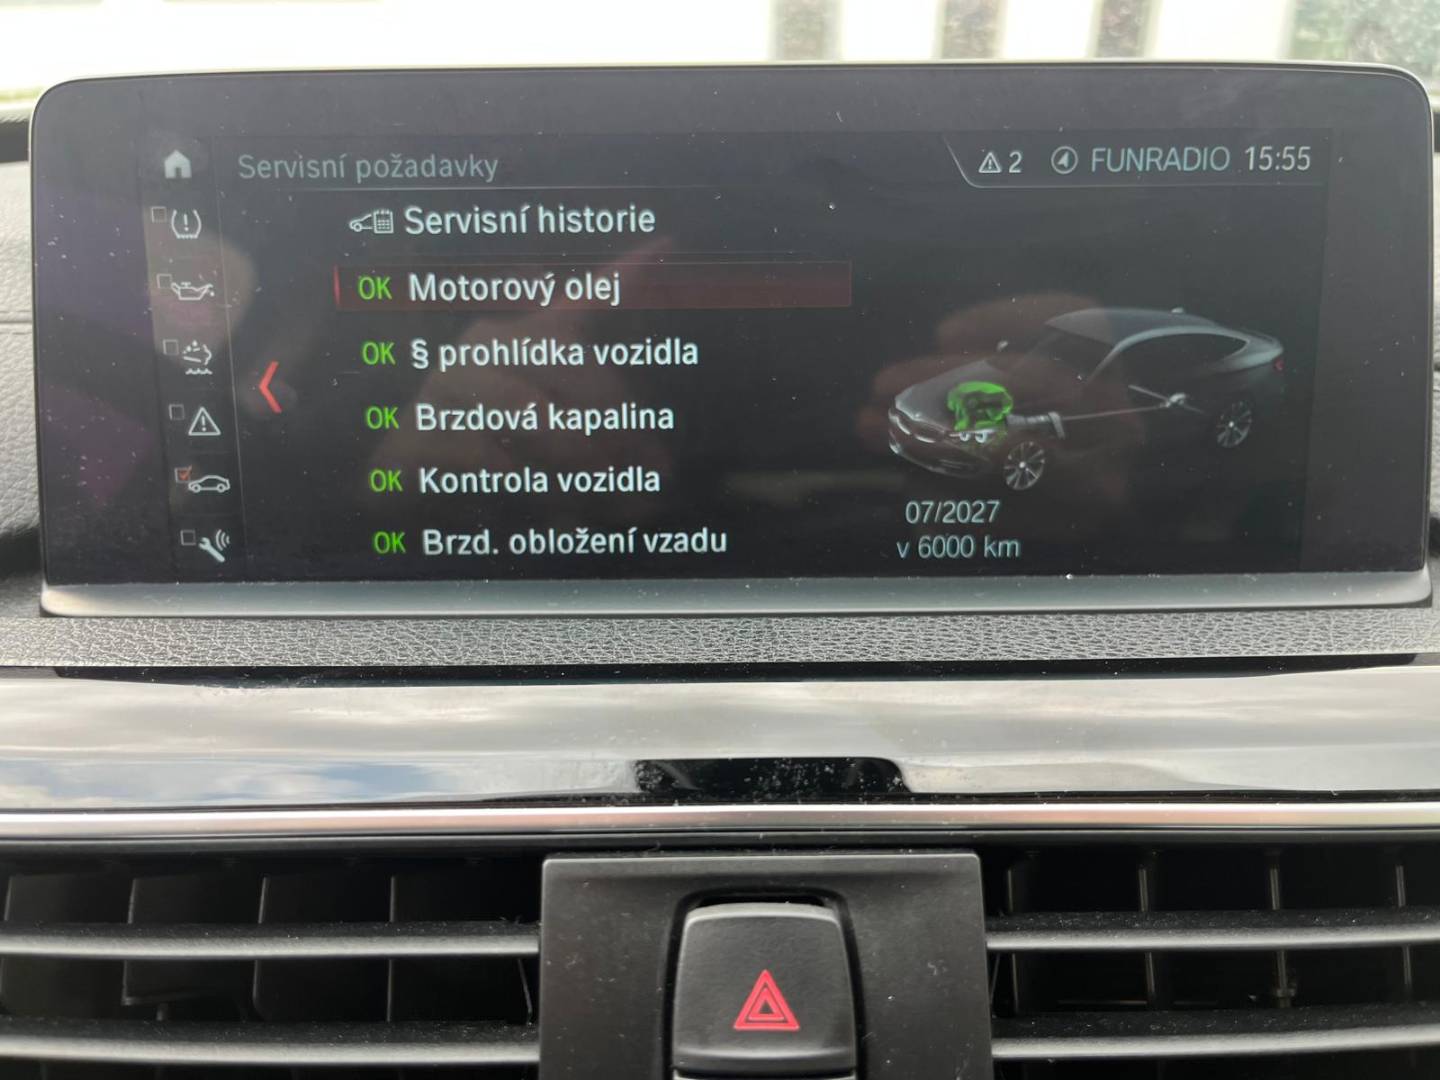 Servisní požadavky
2 FUNRADIO 15:55
Servisní historie
OK Motorový olej
OK § prohlídka vozidla
OK Brzdová kapalina
OK Kontrola vozidla
OK Brzd. obložení vzadu
07/2027
v 6000 km